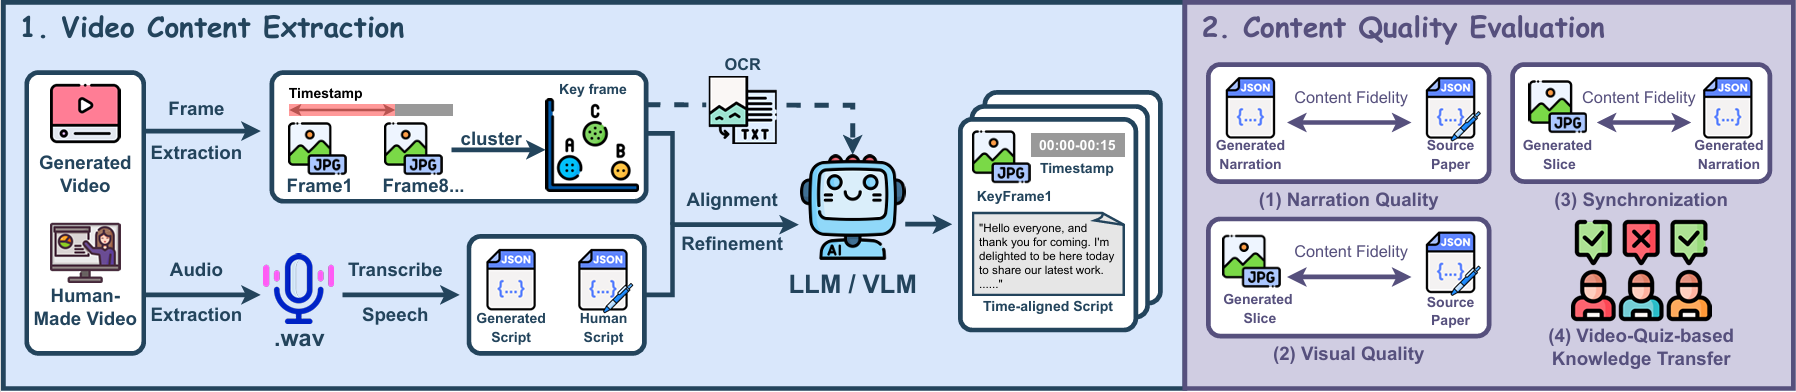 1. Video Content Extraction
Generated
Video
Human-
Made Video
Frame
Extraction
Audio
Extraction
Timestamp
JPG
Frame1
JPG
Frame8...
cluster
Key frame
A
B
C
.wav
Transcribe
Speech
JSON
{...}
Generated
Script
JSON
{...}
Human
Script
OCR
TXT
Alignment
Refinement
AI
LLM / VLM
JPG
KeyFrame1
00:00-00:15
Timestamp
"Hello everyone, and
thank you for coming. I'm
delighted to be here today
to share our latest work.
......"
Time-aligned Script
2. Content Quality Evaluation
JSON
{...}
Generated
Narration
Content Fidelity
JSON
{...}
Source
Paper
(1) Narration Quality
JPG
Generated
Slice
Content Fidelity
JSON
{...}
Source
Paper
(2) Visual Quality
JPG
Generated
Slice
Content Fidelity
JSON
{...}
Generated
Narration
(3) Synchronization
(4) Video-Quiz-based
Knowledge Transfer